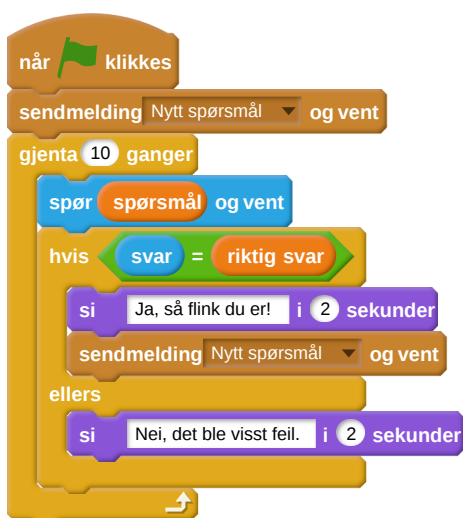 når klikkes
sendmelding Nytt spørsmål og vent
gjenta 10 ganger
spør spørsmål og vent
hvis svar = riktig svar
si Ja, så flink du er! i 2 sekunder
sendmelding Nytt spørsmål og vent
ellers
si Nei, det ble visst feil. i 2 sekunder